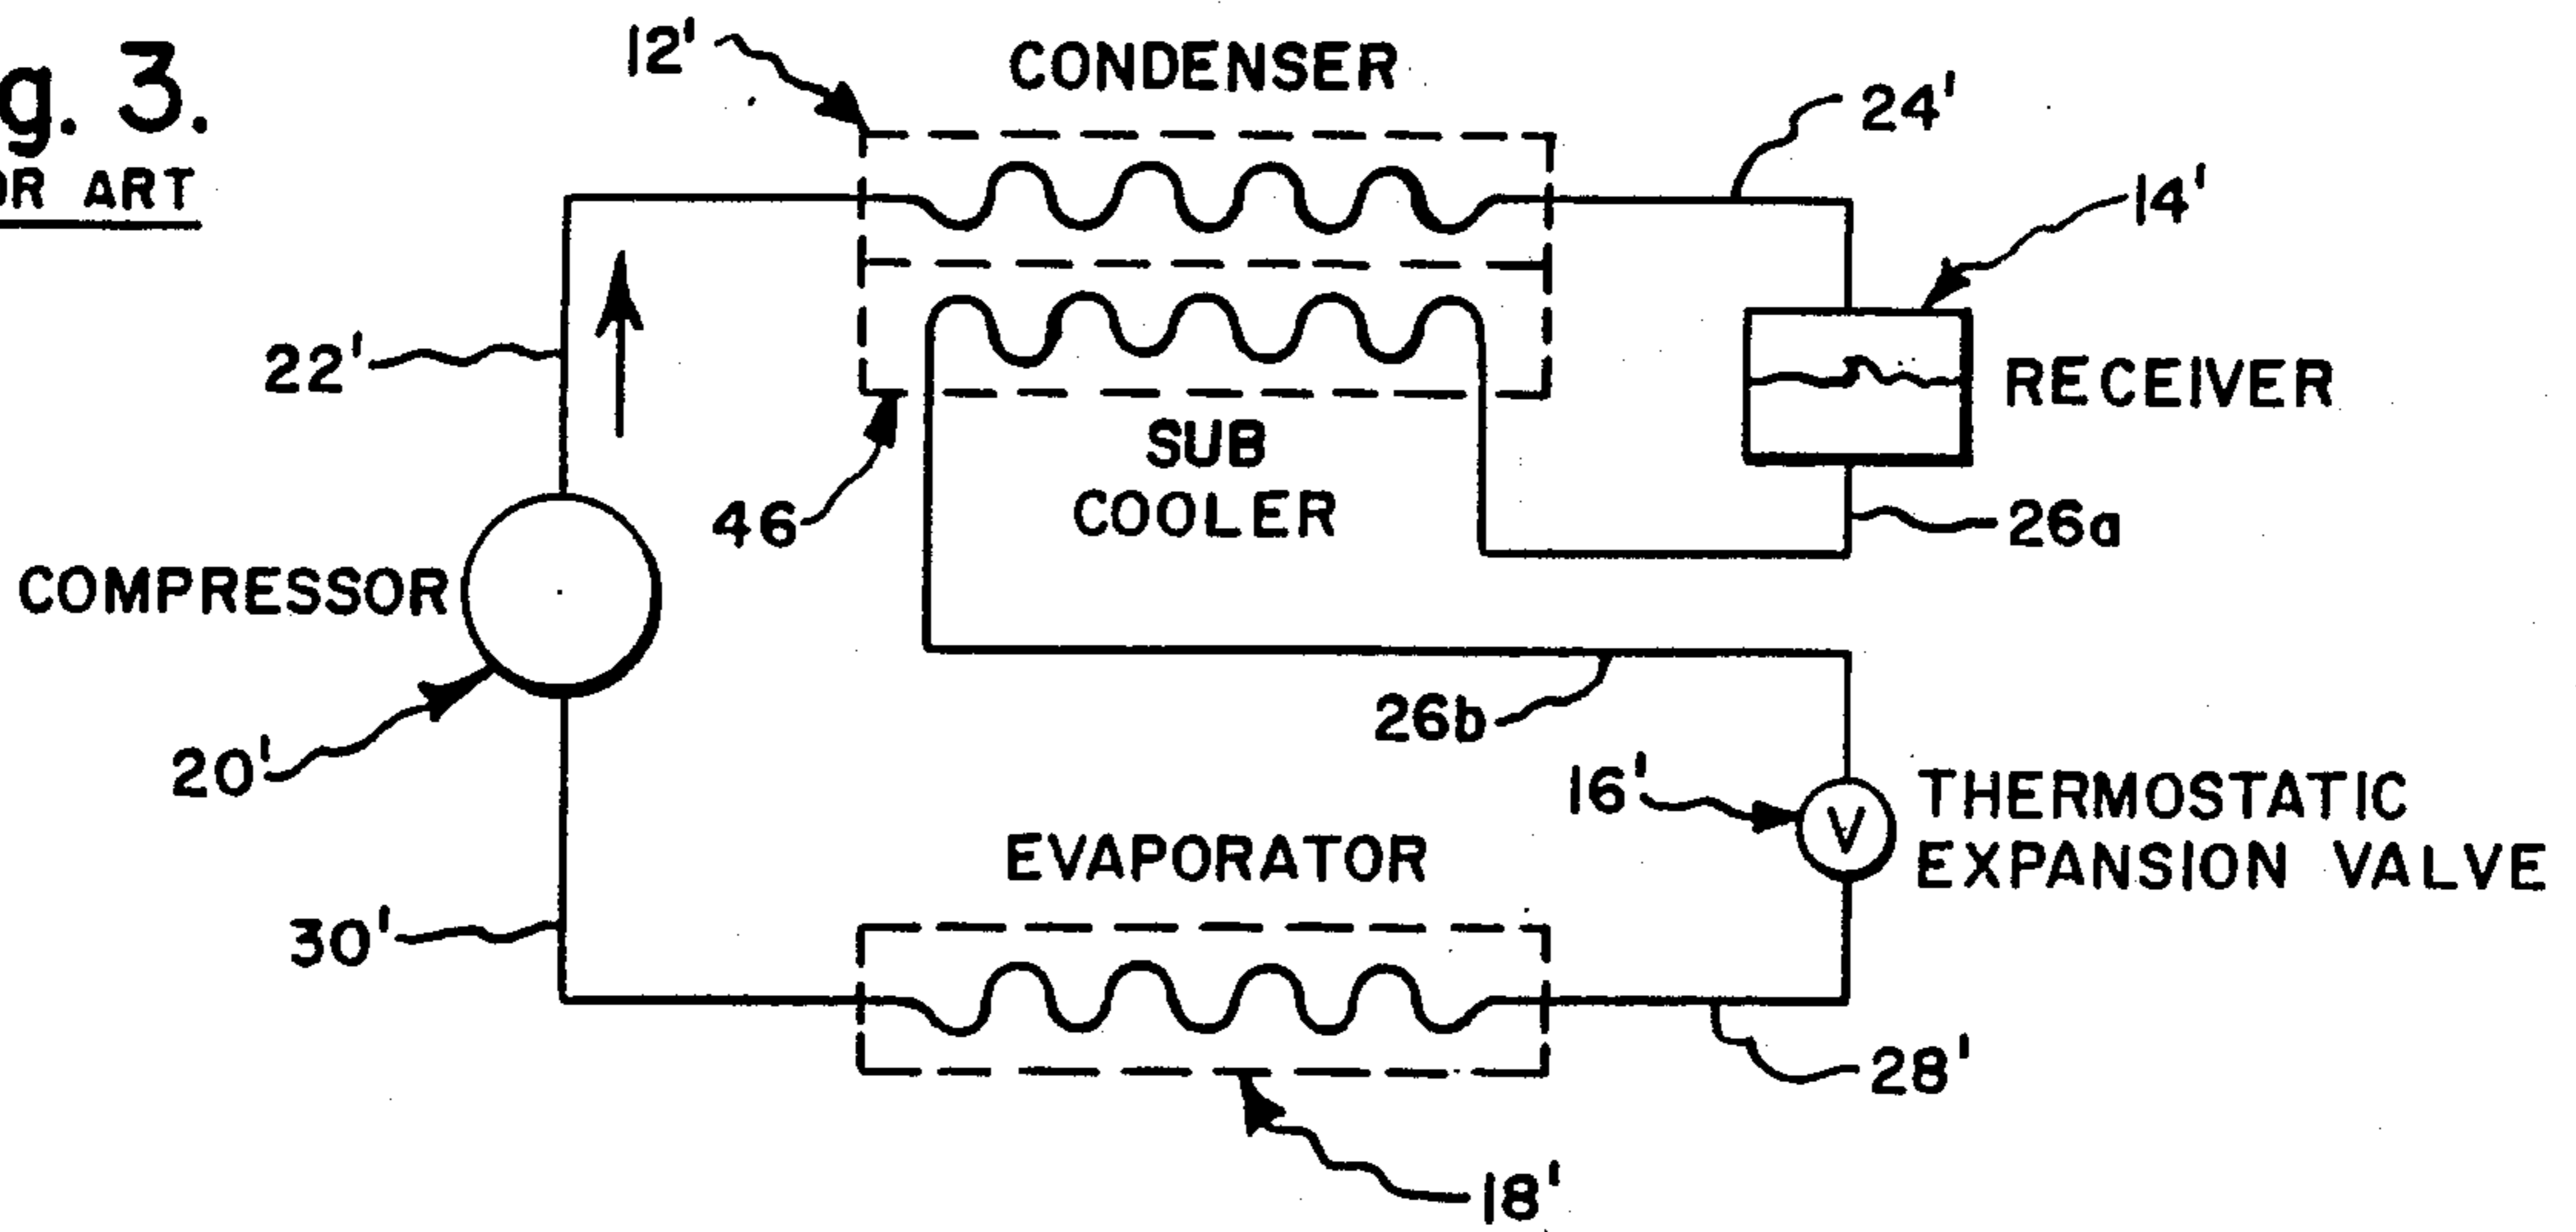 g. 3.
OR ART
12'
CONDENSER
24'
14'
22'
RECEIVER
46
SUB
COOLER
26a
COMPRESSOR
26b
20'
16'
V
THERMOSTATIC
EXPANSION VALVE
EVAPORATOR
30'
28'
18'